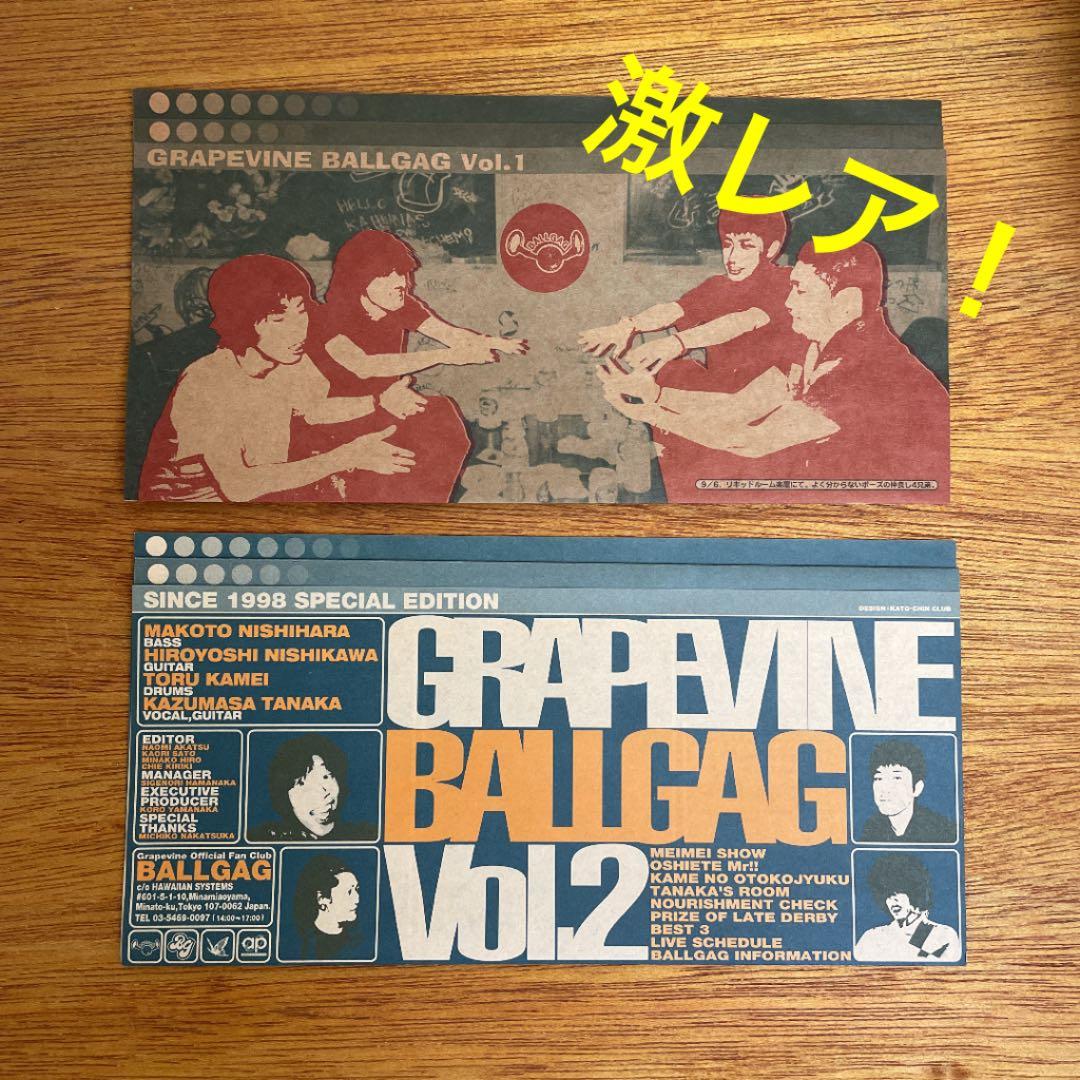 激レア！
GRAPEVINE BALLGAG Vol.1
HELLO
BALLGAG
9/6. リキッドルーム楽屋にて。よく分からないポーズの仲良し4兄弟。
SINCE 1998 SPECIAL EDITION
DESIGN : KATO-CHIN CLUB
MAKOTO NISHIHARA
BASS
HIROYOSHI NISHIKAWA
GUITAR
TORU KAMEI
DRUMS
KAZUMASA TANAKA
VOCAL,GUITAR
GRAPEVINE
BALLGAG
Vol.2
EDITOR
NAOMI AKATSU
KAORI SATO
MINAKO HIRO
CHIE KIRIKI
MANAGER
SIGENORI HAMANAKA
EXECUTIVE
PRODUCER
KORO YAMANAKA
SPECIAL
THANKS
MICHIKO NAKATSUKA
Grapevine Official Fan Club
BALLGAG
c/o HAWAIIAN SYSTEMS
#601-5-1-10,Minamiaoyama,
Minato-ku,Tokyo 107-0062 Japan.
TEL 03-5469-0097 [14:00~17:00]
BG
ap
MEIMEI SHOW
OSHIETE Mr!!
KAME NO OTOKOJYUKU
TANAKA'S ROOM
NOURISHMENT CHECK
PRIZE OF LATE DERBY
BEST 3
LIVE SCHEDULE
BALLGAG INFORMATION